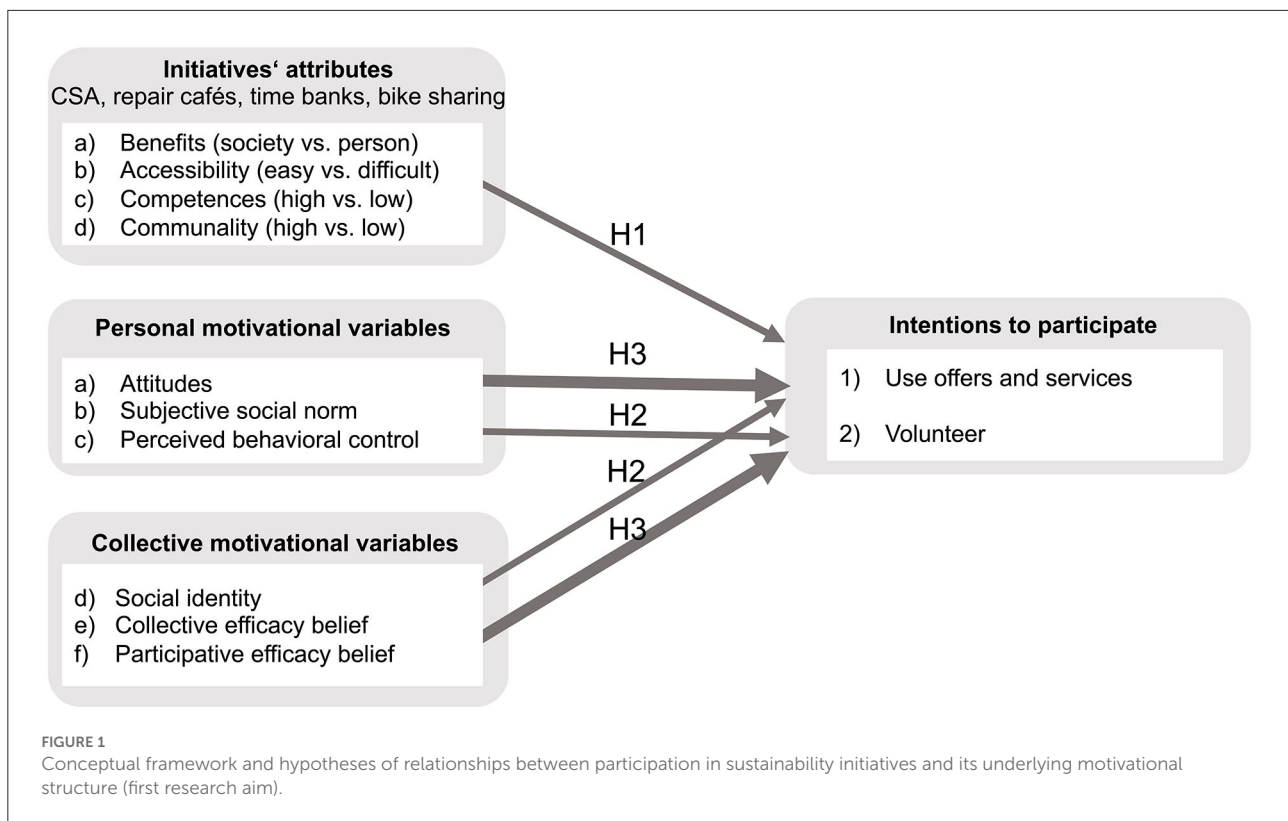 Initiatives‘ attributes
CSA, repair cafés, time banks, bike sharing
a) Benefits (society vs. person)
b) Accessibility (easy vs. difficult)
c) Competences (high vs. low)
d) Communality (high vs. low)
H1
Personal motivational variables
a) Attitudes
b) Subjective social norm
c) Perceived behavioral control
H3
H2
H2
H3
Intentions to participate
1) Use offers and services
2) Volunteer
Collective motivational variables
d) Social identity
e) Collective efficacy belief
f) Participative efficacy belief
FIGURE 1
Conceptual framework and hypotheses of relationships between participation in sustainability initiatives and its underlying motivational
structure (first research aim).